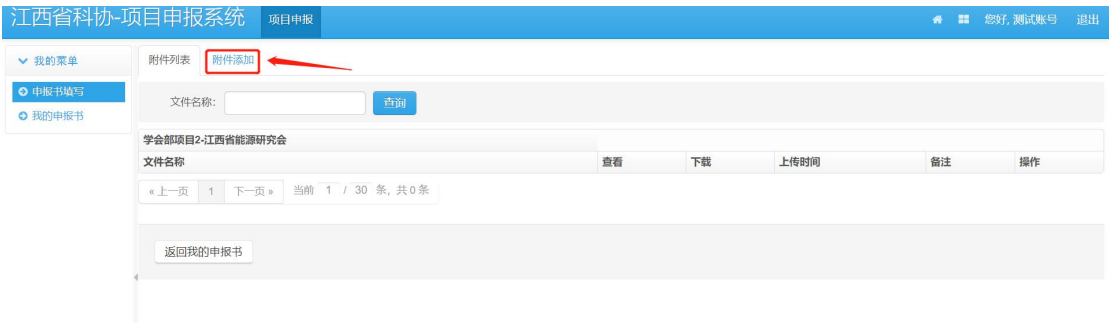 江西省科协-项目申报系统 项目申报 您好, 测试账号 退出
我的菜单
申报书填写
我的申报书
附件列表 附件添加
文件名称: 查询
学会部项目2-江西省能源研究会
文件名称 查看 下载 上传时间 备注 操作
« 上一页 1 下一页 » 当前 1 / 30 条, 共 0 条
返回我的申报书